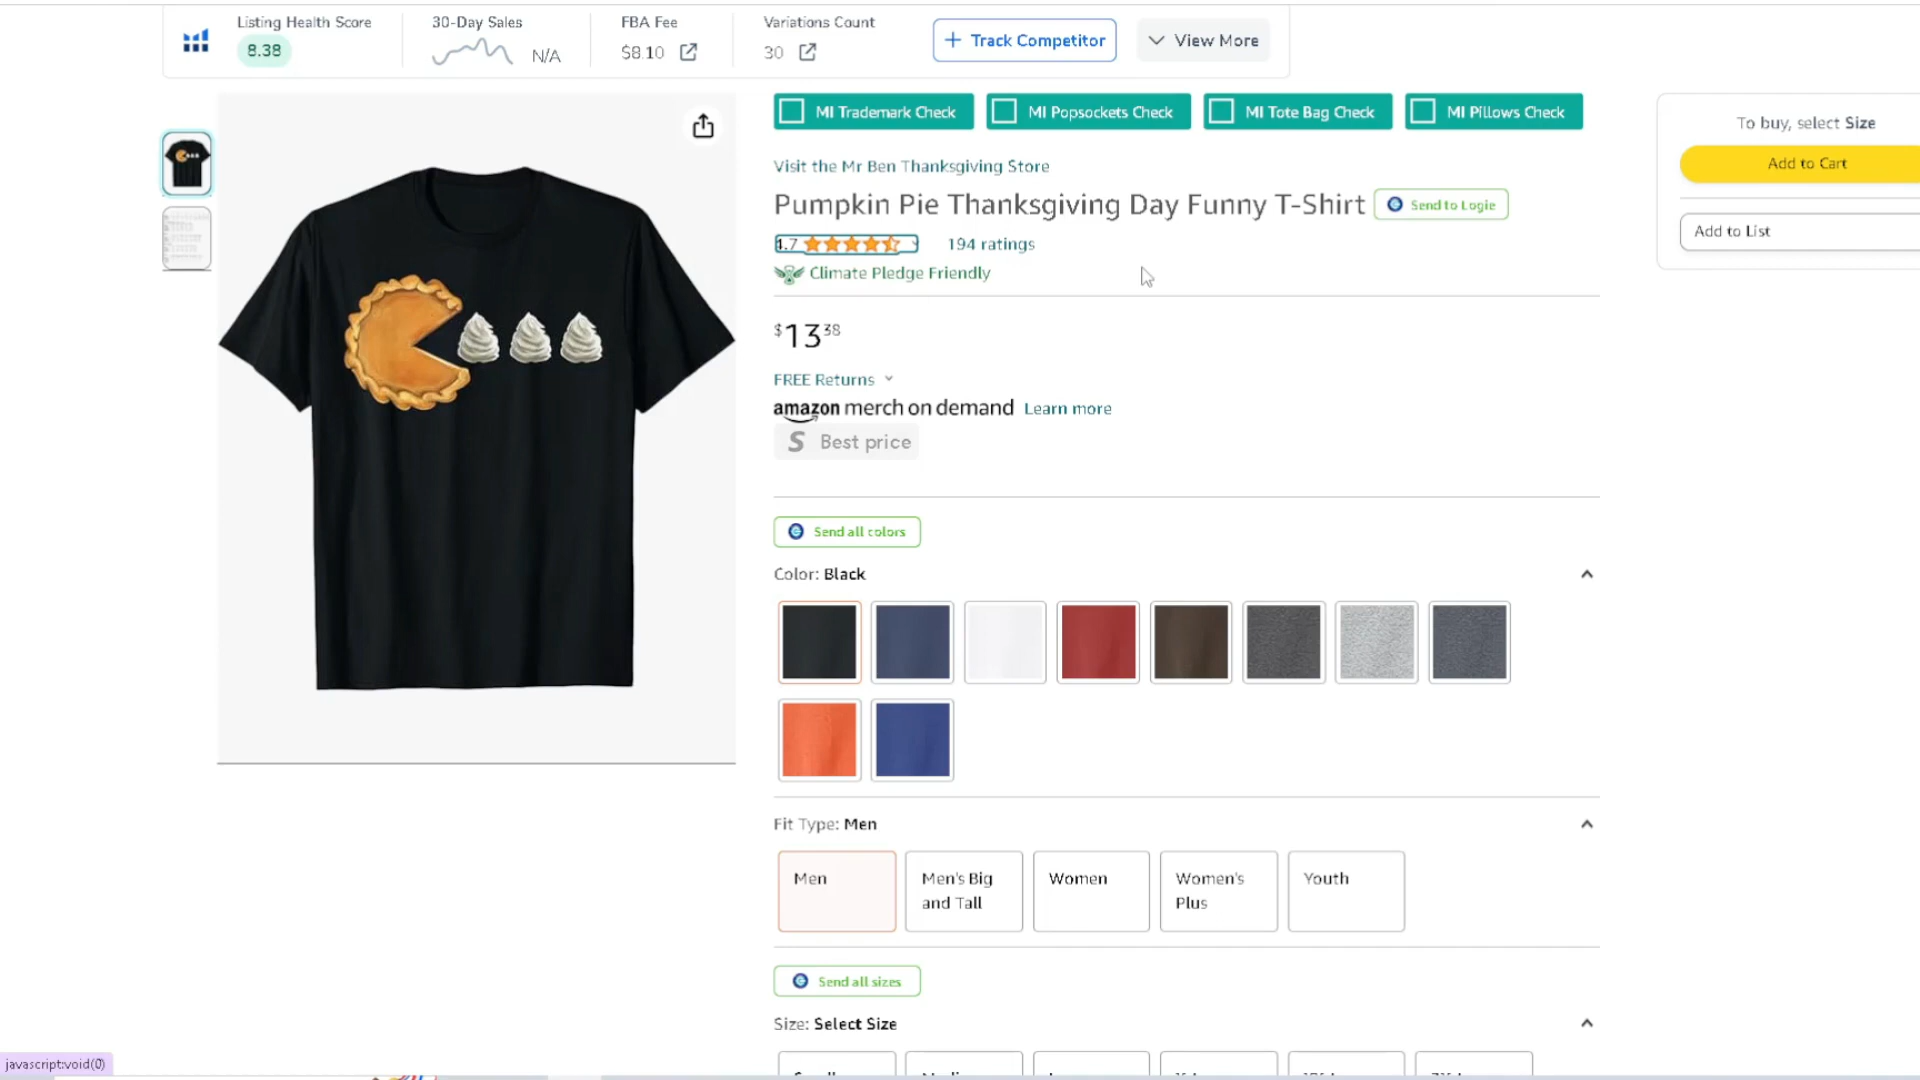 Listing Health Score
8.38
30-Day Sales
N/A
FBA Fee
$8.10
Variations Count
30
Track Competitor
View More
MI Trademark Check
MI Popsockets Check
MI Tote Bag Check
MI Pillows Check
To buy, select Size
Add to Cart
Add to List
Visit the Mr Ben Thanksgiving Store
Pumpkin Pie Thanksgiving Day Funny T-Shirt
Send to Logie
4.7
194 ratings
Climate Pledge Friendly
$13 38
FREE Returns
amazon merch on demand Learn more
S Best price
Send all colors
Color: Black
Fit Type: Men
Men
Men's Big
and Tall
Women
Women's
Plus
Youth
Send all sizes
Size: Select Size
javascript:void(0)